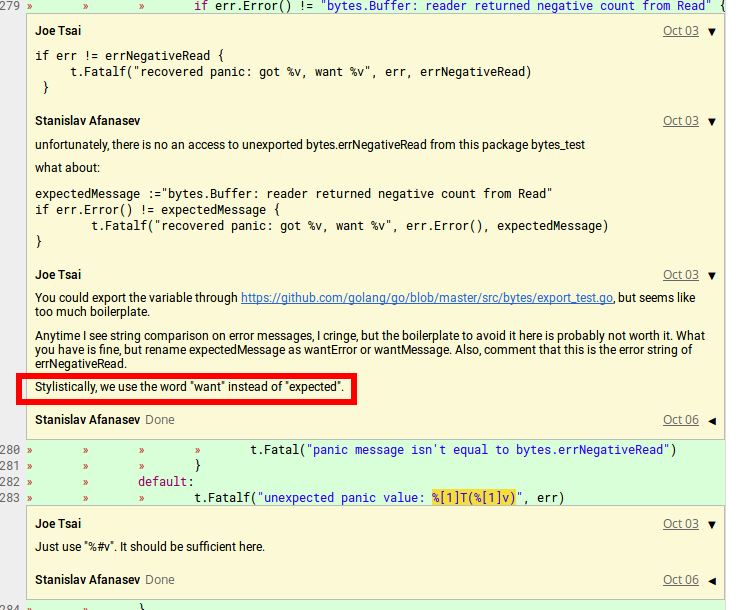 279 » » » if err.Error() != "bytes.Buffer: reader returned negative count from Read" {
Joe Tsai Oct 03 ▼
if err != errNegativeRead {
t.Fatalf("recovered panic: got %v, want %v", err, errNegativeRead)
}
Stanislav Afanasev Oct 03 ▼
unfortunately, there is no an access to unexported bytes.errNegativeRead from this package bytes_test
what about:
expectedMessage :="bytes.Buffer: reader returned negative count from Read"
if err.Error() != expectedMessage {
t.Fatalf("recovered panic: got %v, want %v", err.Error(), expectedMessage)
}
Joe Tsai Oct 03 ▼
You could export the variable through https://github.com/golang/go/blob/master/src/bytes/export_test.go, but seems like
too much boilerplate.
Anytime I see string comparison on error messages, I cringe, but the boilerplate to avoid it here is probably not worth it. What
you have is fine, but rename expectedMessage as wantError or wantMessage. Also, comment that this is the error string of
errNegativeRead.
Stylistically, we use the word "want" instead of "expected".
Stanislav Afanasev Done Oct 06 ◀
280 » » » » t.Fatal("panic message isn't equal to bytes.errNegativeRead")
281 » » » }
282 » » default:
283 » » » t.Fatalf("unexpected panic value: %[1]T(%[1]v)", err)
Joe Tsai Oct 03 ▼
Just use "%#v". It should be sufficient here.
Stanislav Afanasev Done Oct 06 ◀
284 » » }